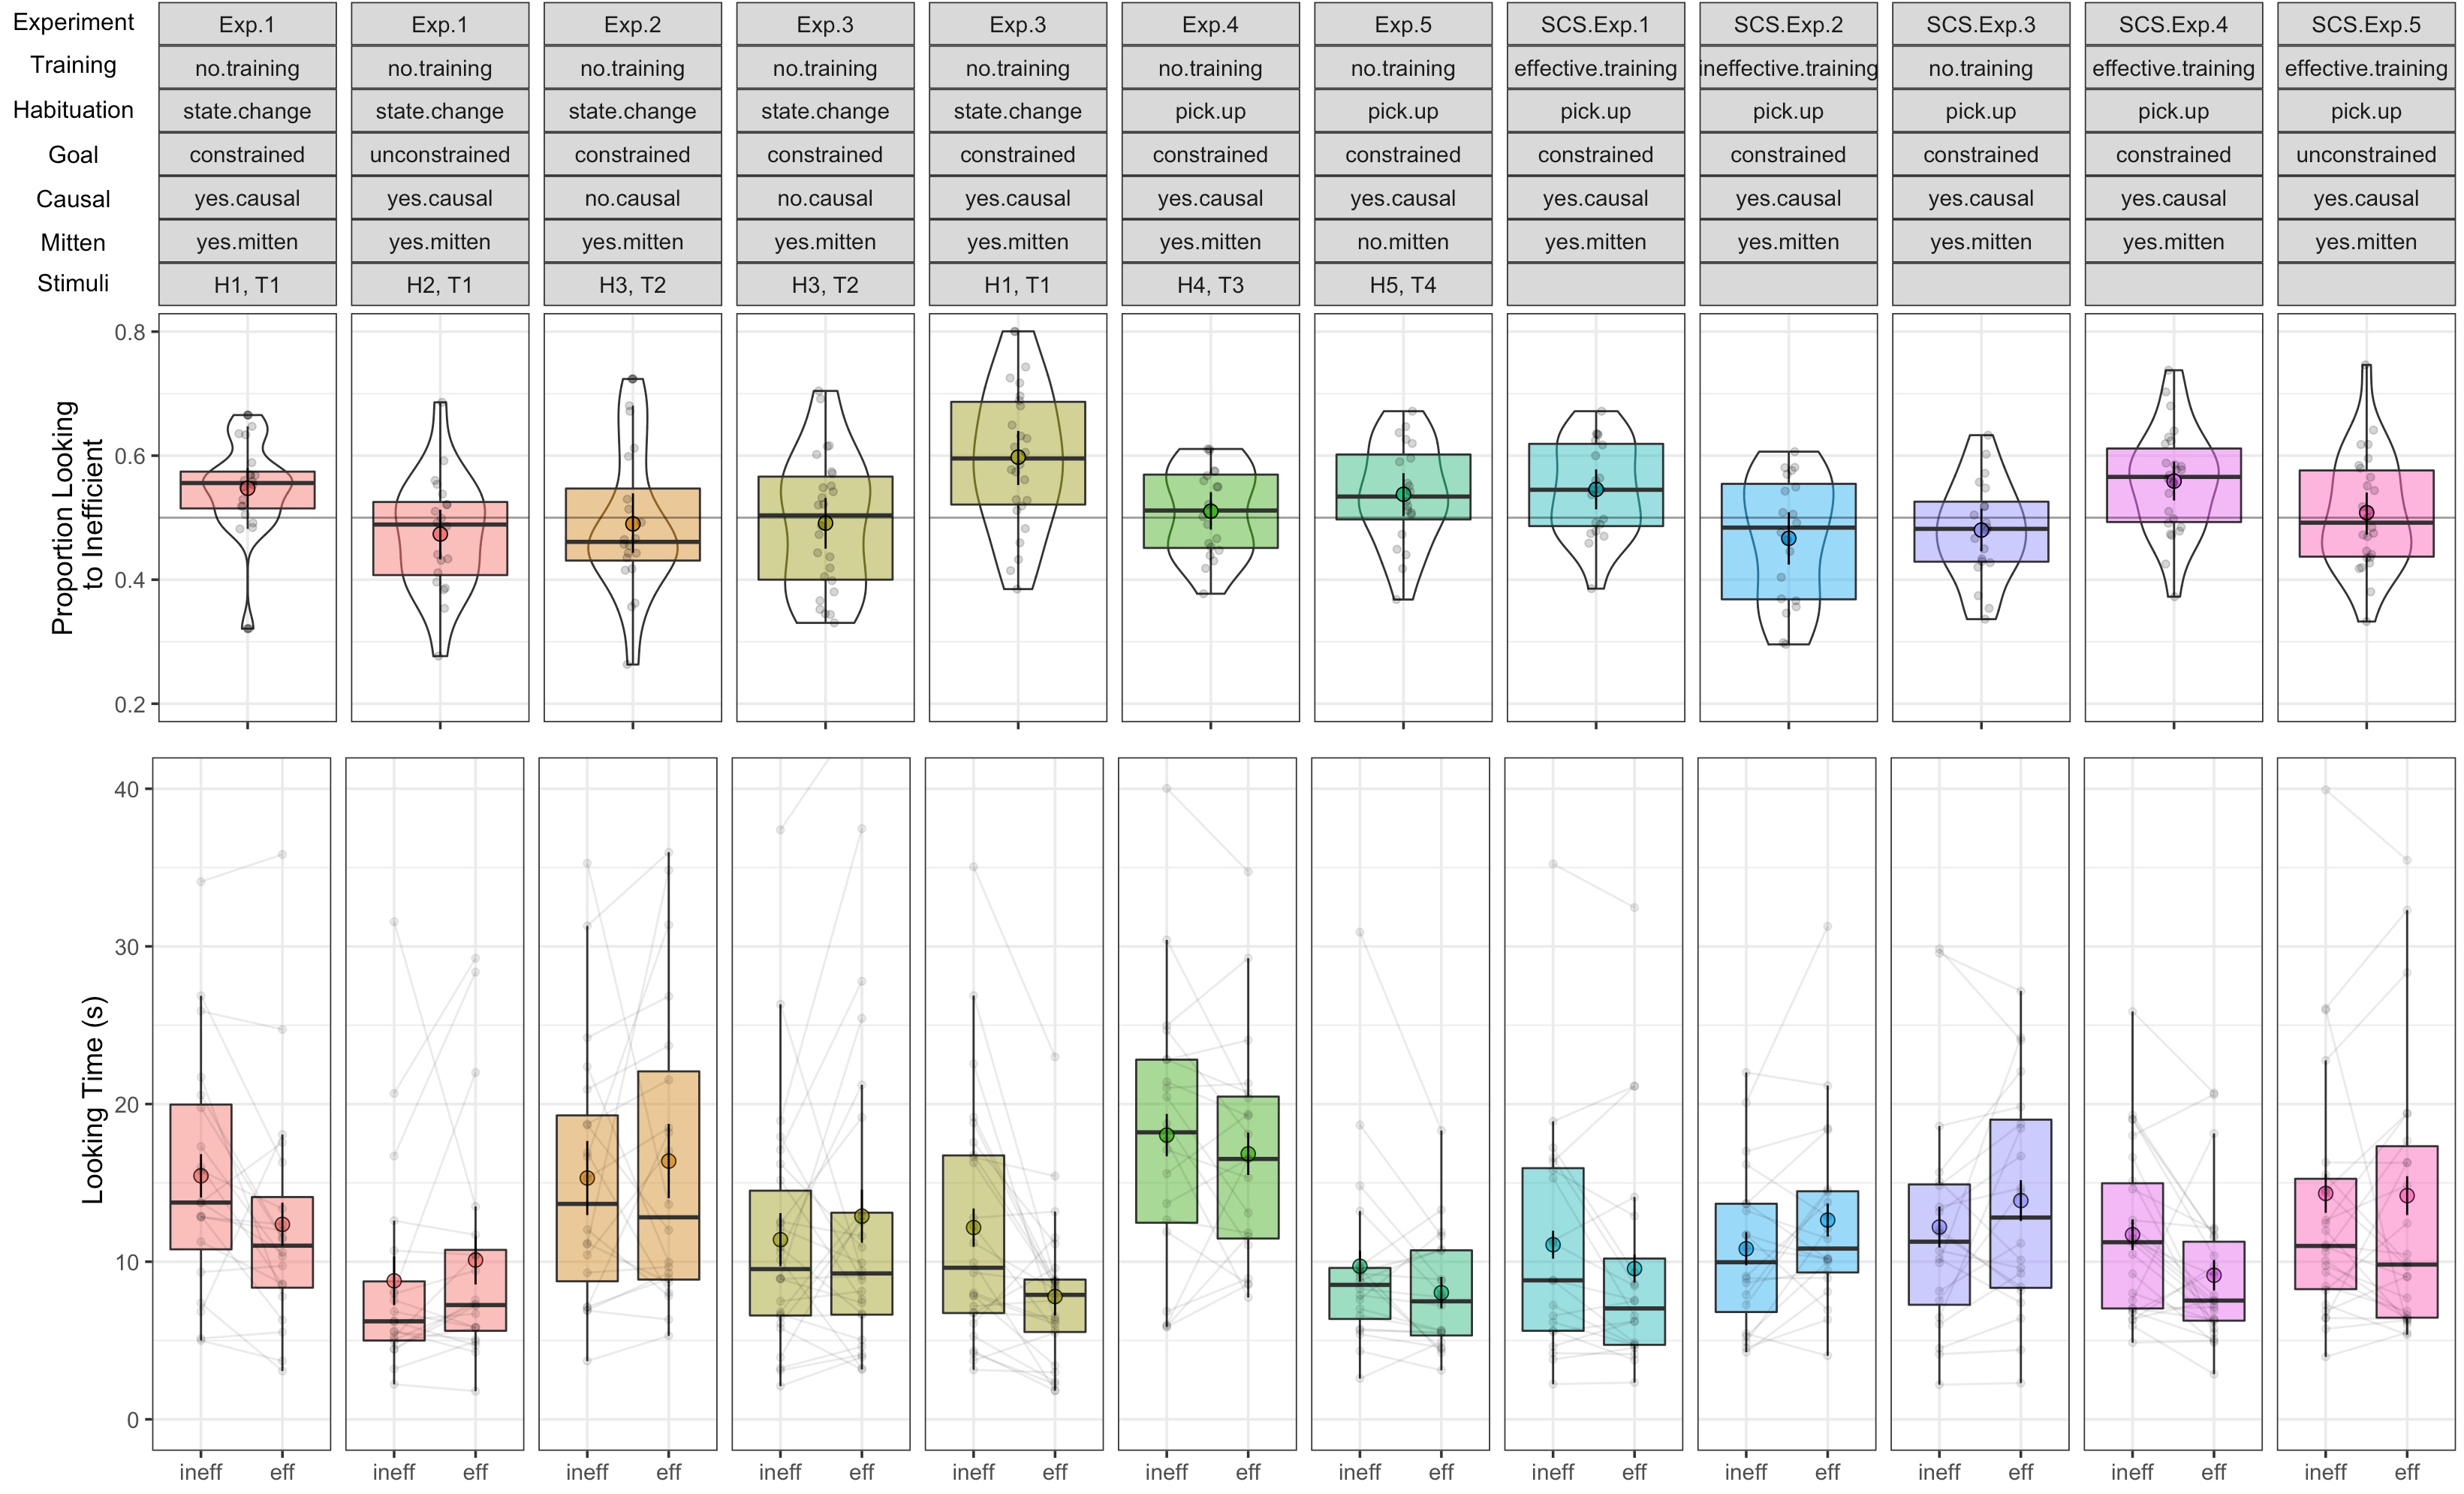 Experiment Exp.1 Exp.1 Exp.2 Exp.3 Exp.3 Exp.4 Exp.5 SCS.Exp.1 SCS.Exp.2 SCS.Exp.3 SCS.Exp.4 SCS.Exp.5
Training no.training no.training no.training no.training no.training no.training no.training effective.training ineffective.training no.training effective.training effective.training
Habituation state.change state.change state.change state.change state.change pick.up pick.up pick.up pick.up pick.up pick.up pick.up
Goal constrained unconstrained constrained constrained constrained constrained constrained constrained constrained constrained constrained unconstrained
Causal yes.causal yes.causal no.causal no.causal yes.causal yes.causal yes.causal yes.causal yes.causal yes.causal yes.causal yes.causal
Mitten yes.mitten yes.mitten yes.mitten yes.mitten yes.mitten yes.mitten no.mitten yes.mitten yes.mitten yes.mitten yes.mitten yes.mitten
Stimuli H1, T1 H2, T1 H3, T2 H3, T2 H1, T1 H4, T3 H5, T4
Proportion Looking
to Inefficient
0.8
0.6
0.4
0.2
Looking Time (s)
40
30
20
10
0
ineff eff ineff eff ineff eff ineff eff ineff eff ineff eff ineff eff ineff eff ineff eff ineff eff ineff eff ineff eff